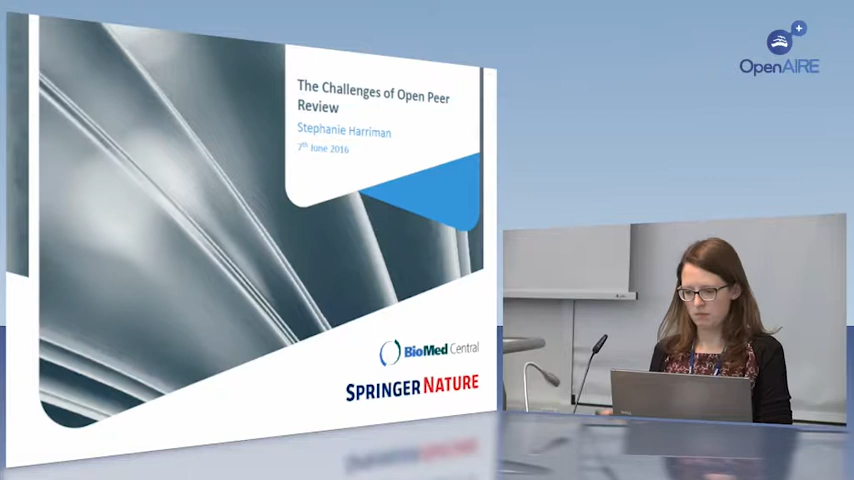 OpenAIRE
The Challenges of Open Peer
Review
Stephanie Harriman
7th June 2016
BioMed Central
SPRINGER NATURE